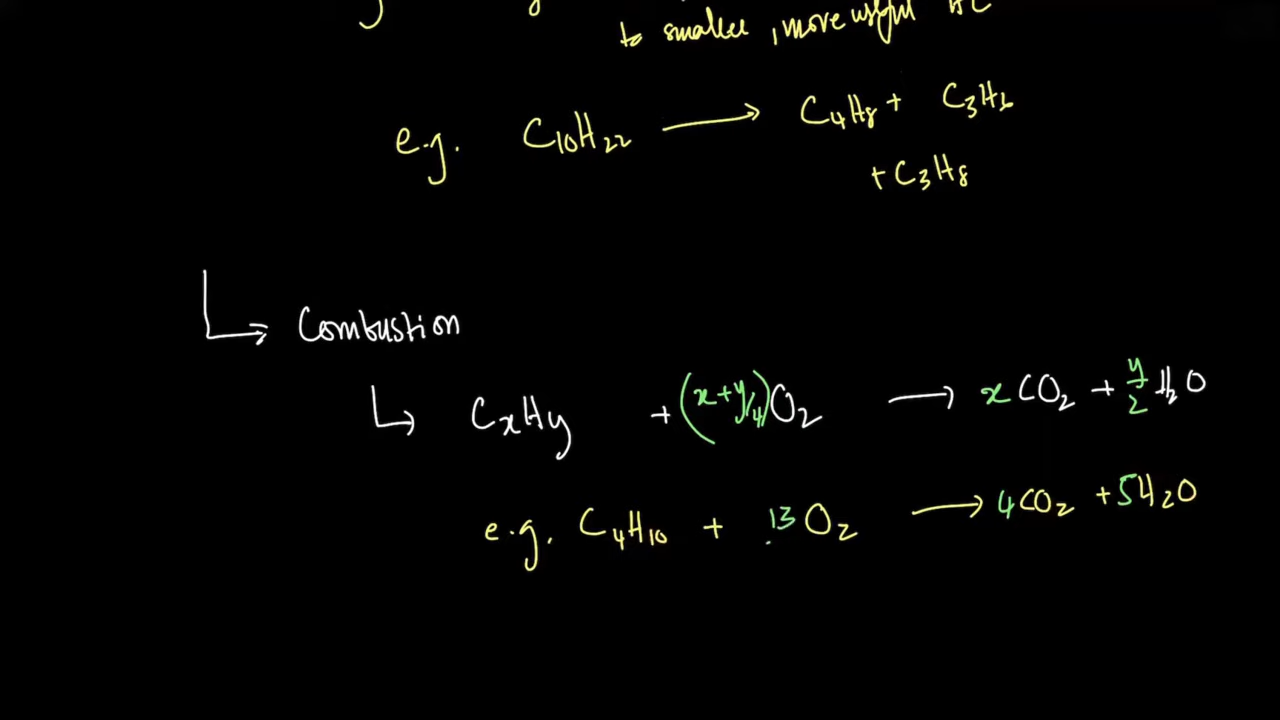 to smaller, more useful HC
e.g. C₁₀H₂₂ ⟶ C₄H₈ + C₃H₆
+ C₃H₈
Combustion
CₓHy + (x+y/4)O₂ ⟶ xCO₂ + y/2 H₂O
e.g. C₄H₁₀ + 13 O₂ ⟶ 4CO₂ + 5H₂O